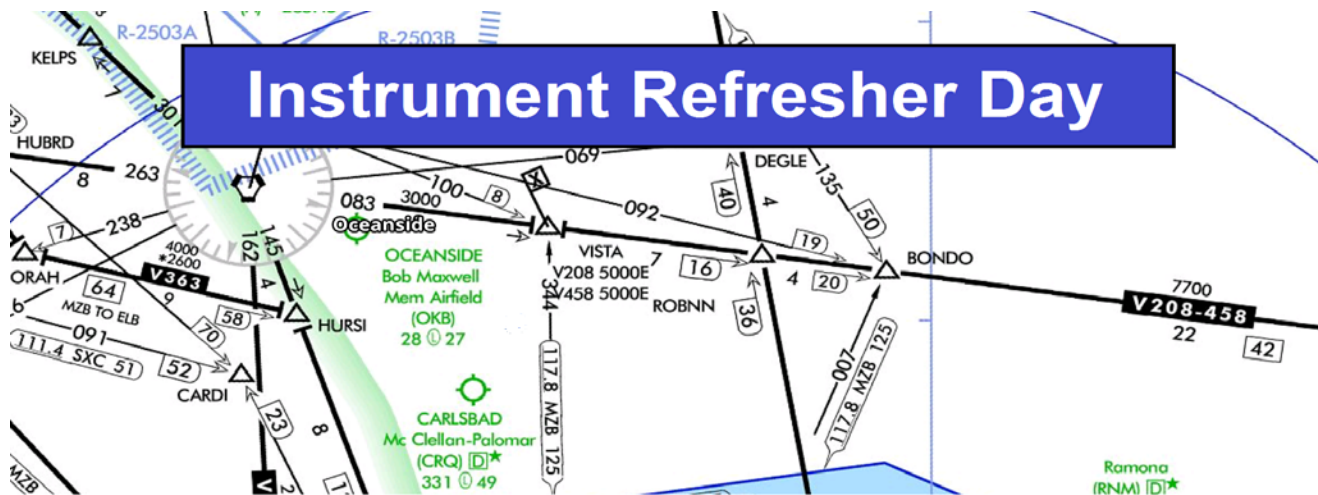 R-2503A
R-2503B
KELPS
Instrument Refresher Day
7
301
HUBRD
8
263
069
DEGLE
083
3000
100
8
Oceanside
092
40
4
135
50
7
238
162
145
4000
*2600
V363
ORAH
64
9
MZB TO ELB
58
4
HURSI
OCEANSIDE
Bob Maxwell
Mem Airfield
(OKB)
28 Ⓛ 27
VISTA
V208 5000E
V458 5000E
7
16
ROBNN
19
4
20
BONDO
7700
V208-458
22
42
344
36
007
117.8 MZB 125
117.8 MZB 125
091
111.4 SXC 51
52
70
CARDI
23
8
CARLSBAD
Mc Clellan-Palomar
(CRQ) D★
331 Ⓛ 49
V
MZB
Ramona
(RNM) D★